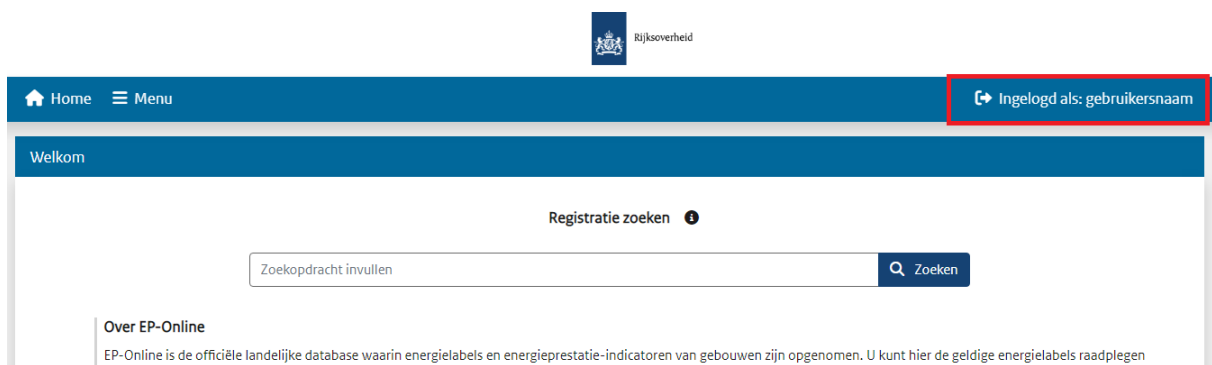 Rijksoverheid
Home Menu Ingelogd als: gebruikersnaam
Welkom
Registratie zoeken
Zoekopdracht invullen Zoeken
Over EP-Online
EP-Online is de officiële landelijke database waarin energielabels en energieprestatie-indicatoren van gebouwen zijn opgenomen. U kunt hier de geldige energielabels raadplegen